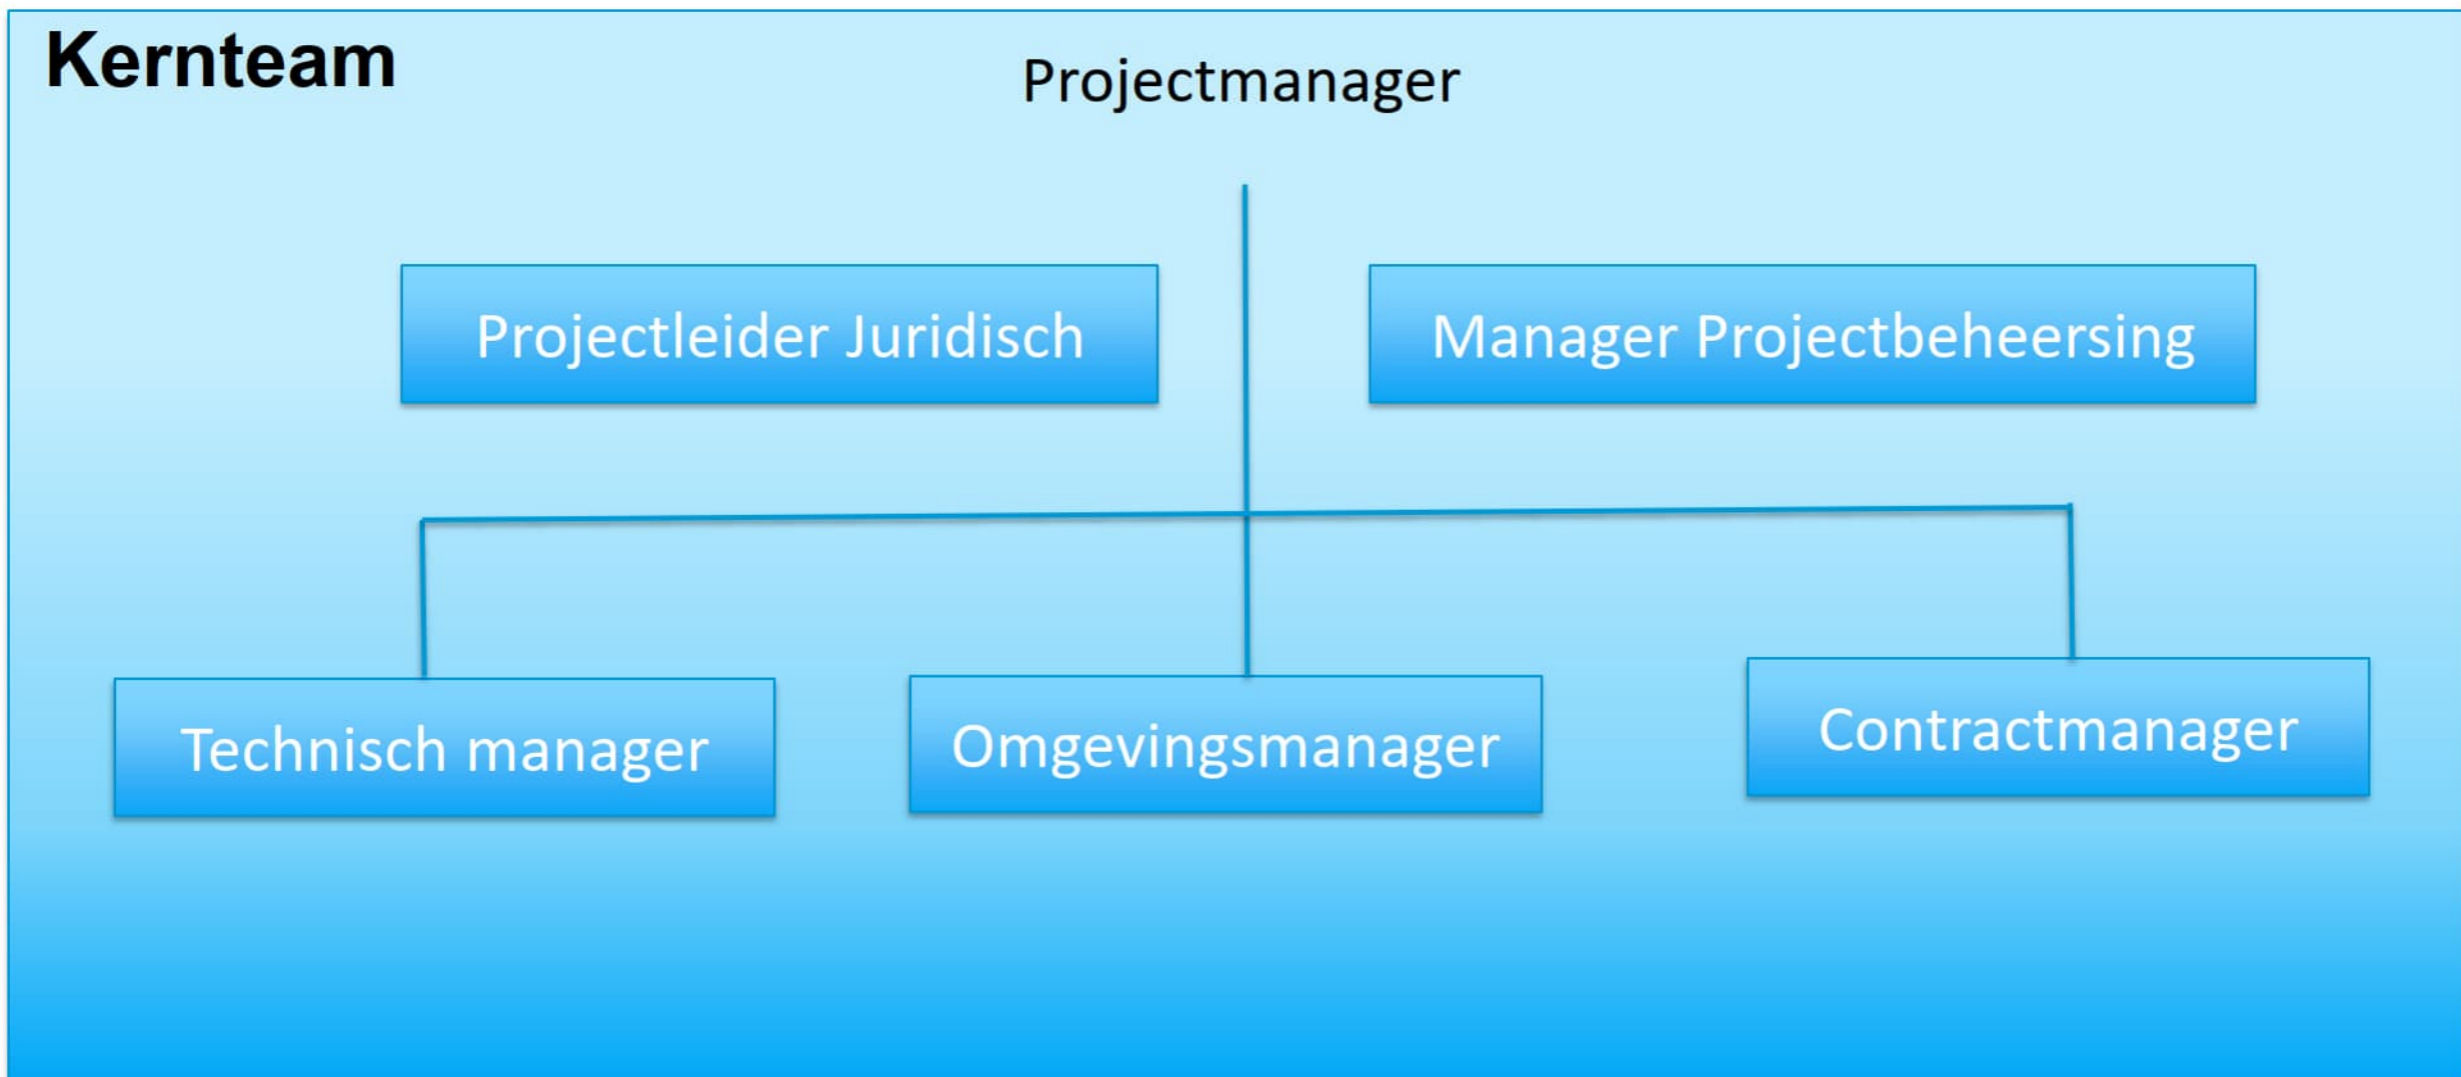 Kernteam
Projectmanager
Projectleider Juridisch
Manager Projectbeheersing
Technisch manager
Omgevingsmanager
Contractmanager